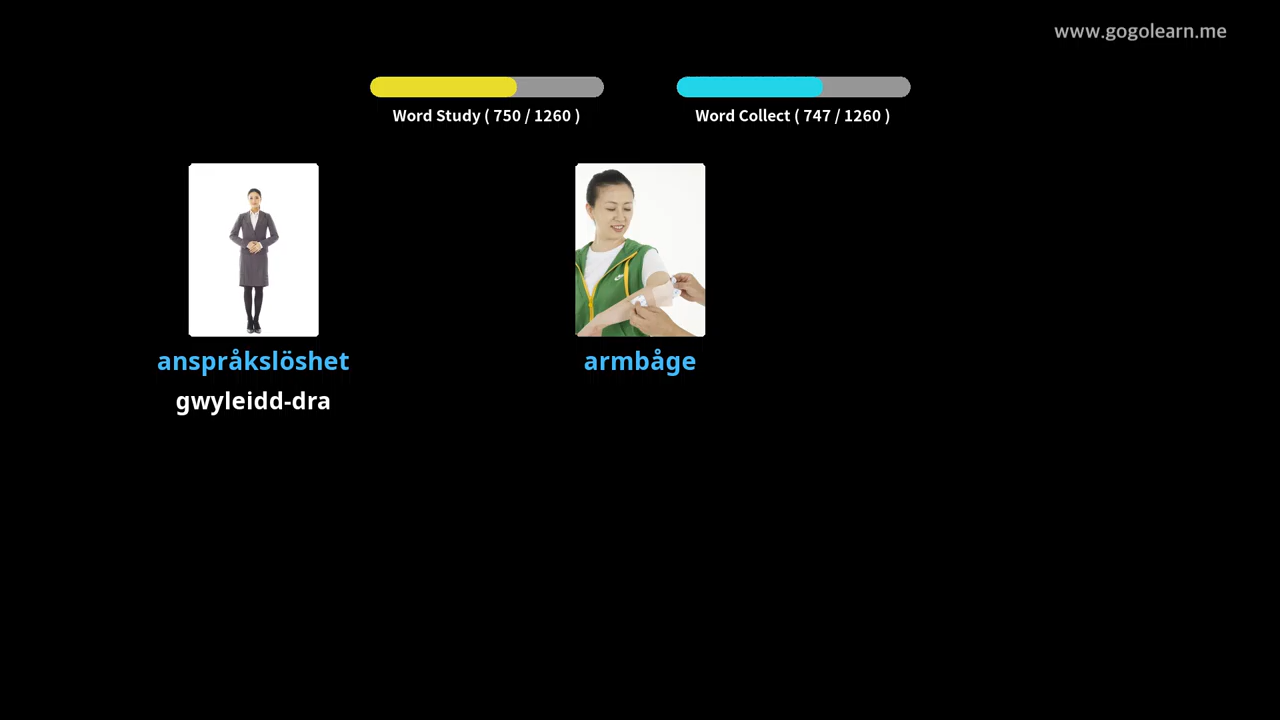 www.gogolearn.me
Word Study ( 750 / 1260 )
Word Collect ( 747 / 1260 )
anspråkslöshet
armbåge
gwyleidd-dra